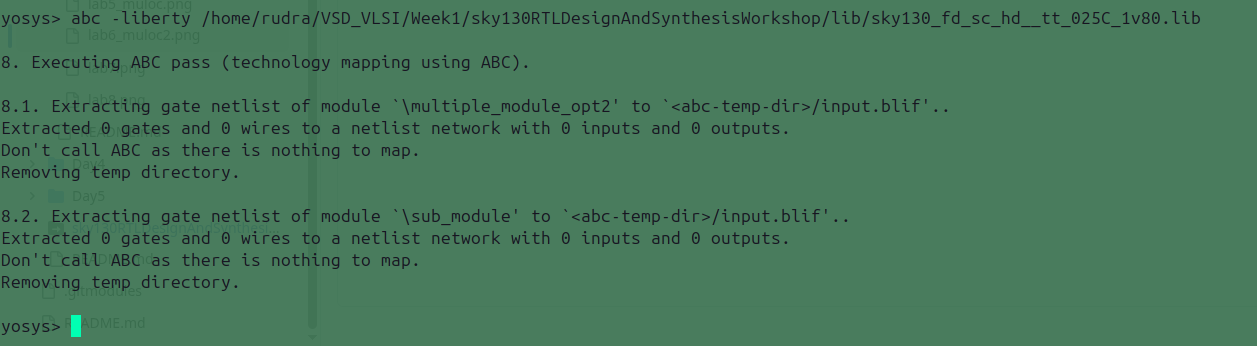 lab5_muloc.png
yosys> abc -liberty /home/rudra/VSD_VLSI/Week1/sky130RTLDesignAndSynthesisWorkshop/lib/sky130_fd_sc_hd__tt_025C_1v80.lib
lab6_muloc2.png
8. Executing ABC pass (technology mapping using ABC).
8.1. Extracting gate netlist of module `\multiple_module_opt2' to `<abc-temp-dir>/input.blif'..
Extracted 0 gates and 0 wires to a netlist network with 0 inputs and 0 outputs.
Don't call ABC as there is nothing to map.
Day4
Removing temp directory.
Day5
8.2. Extracting gate netlist of module `\sub_module' to `<abc-temp-dir>/input.blif'..
Extracted 0 gates and 0 wires to a netlist network with 0 inputs and 0 outputs.
Don't call ABC as there is nothing to map.
Removing temp directory.
.gitmodules
yosys>
README.md